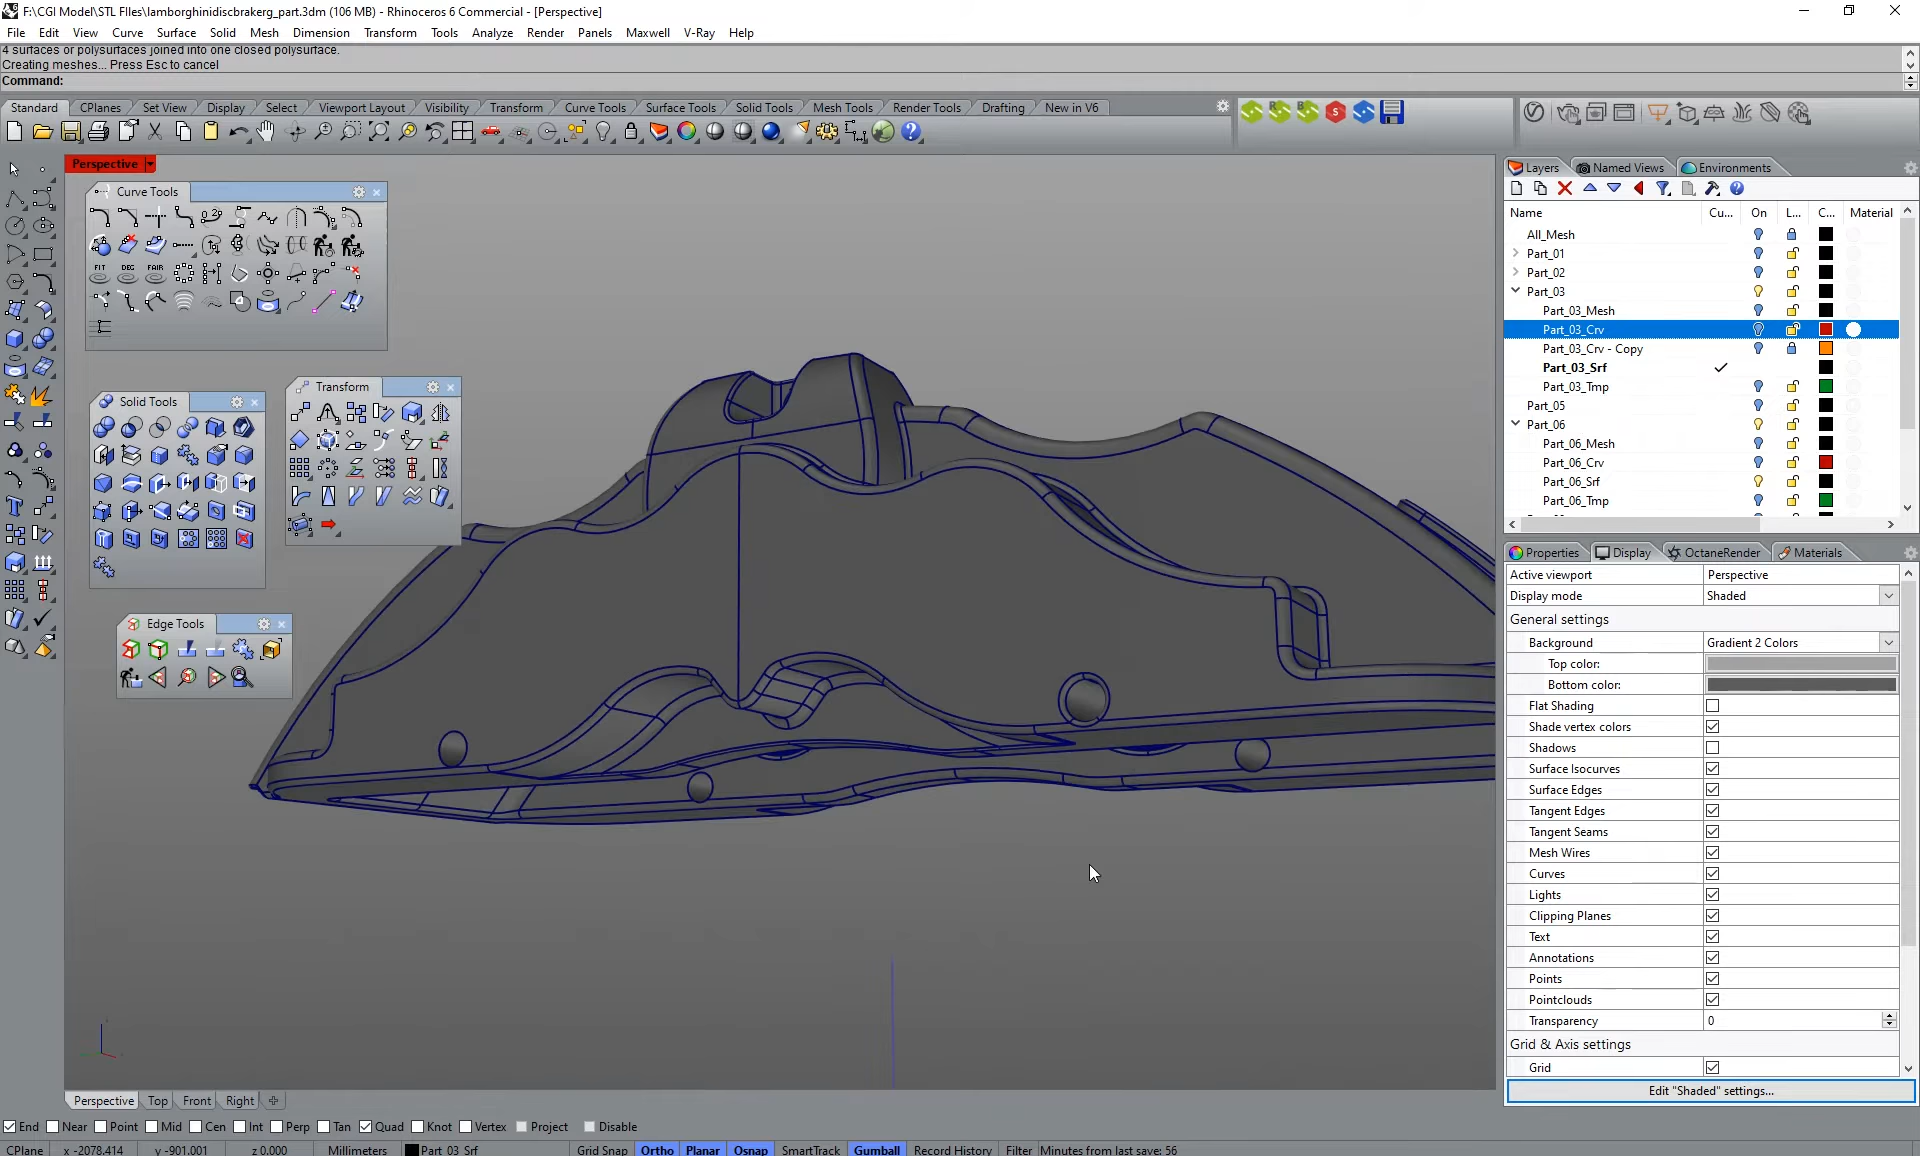 F:\CGI Model\STL FIles\lamborghinidiscbrakerg_part.3dm (106 MB) - Rhinoceros 6 Commercial - [Perspective]
File Edit View Curve Surface Solid Mesh Dimension Transform Tools Analyze Render Panels Maxwell V-Ray Help
4 surfaces or polysurfaces joined into one closed polysurface.
Creating meshes... Press Esc to cancel
Command:
Standard CPlanes Set View Display Select Viewport Layout Visibility Transform Curve Tools Surface Tools Solid Tools Mesh Tools Render Tools Drafting New in V6
Perspective
Curve Tools
FIT DEG FAIR
Transform
Solid Tools
Edge Tools
Layers Named Views Environments
Name Cu... On L... C... Material
All_Mesh
Part_01
Part_02
Part_03
Part_03_Mesh
Part_03_Crv
Part_03_Crv - Copy
Part_03_Srf
Part_03_Tmp
Part_05
Part_06
Part_06_Mesh
Part_06_Crv
Part_06_Srf
Part_06_Tmp
Properties Display OctaneRender Materials
Active viewport Perspective
Display mode Shaded
General settings
Background Gradient 2 Colors
Top color:
Bottom color:
Flat Shading
Shade vertex colors
Shadows
Surface Isocurves
Surface Edges
Tangent Edges
Tangent Seams
Mesh Wires
Curves
Lights
Clipping Planes
Text
Annotations
Points
Pointclouds
Transparency 0
Grid & Axis settings
Grid
Edit "Shaded" settings...
Perspective Top Front Right
End Near Point Mid Cen Int Perp Tan Quad Knot Vertex Project Disable
CPlane x -2078.414 y -901.001 z 0.000 Millimeters Part_03_Srf Grid Snap Ortho Planar Osnap SmartTrack Gumball Record History Filter Minutes from last save: 56